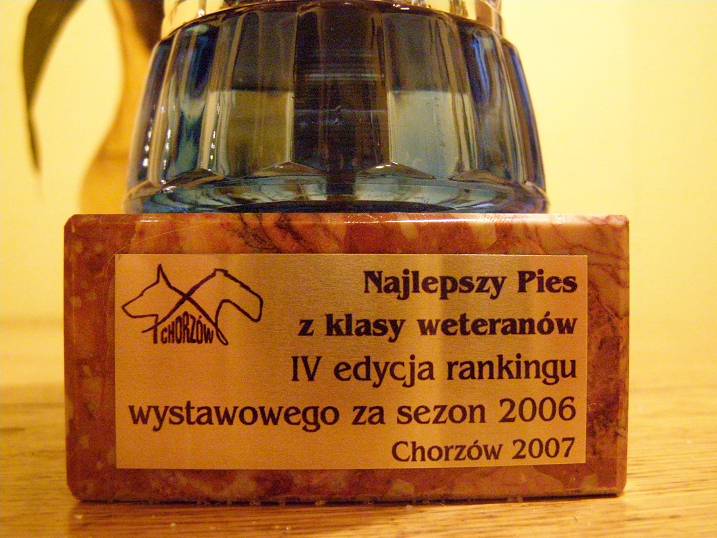 CHORZÓW
Najlepszy Pies
z klasy weteranów
IV edycja rankingu
wystawowego za sezon 2006
Chorzów 2007